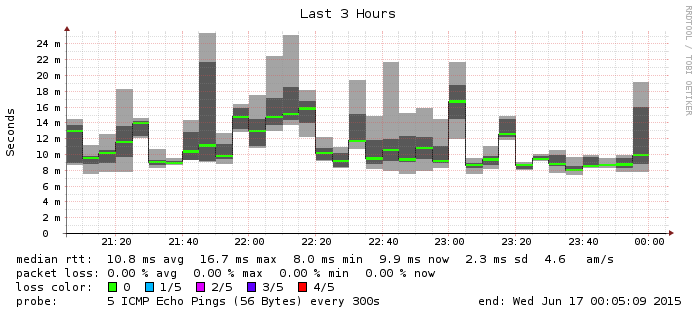 Last 3 Hours
RRDTOOL / TOBI OETIKER
Seconds
24 m
22 m
20 m
18 m
16 m
14 m
12 m
10 m
8 m
6 m
4 m
2 m
0
21:20 21:40 22:00 22:20 22:40 23:00 23:20 23:40 00:00
median rtt: 10.8 ms avg 16.7 ms max 8.0 ms min 9.9 ms now 2.3 ms sd 4.6 am/s
packet loss: 0.00 % avg 0.00 % max 0.00 % min 0.00 % now
loss color: 0 1/5 2/5 3/5 4/5
probe: 5 ICMP Echo Pings (56 Bytes) every 300s end: Wed Jun 17 00:05:09 2015